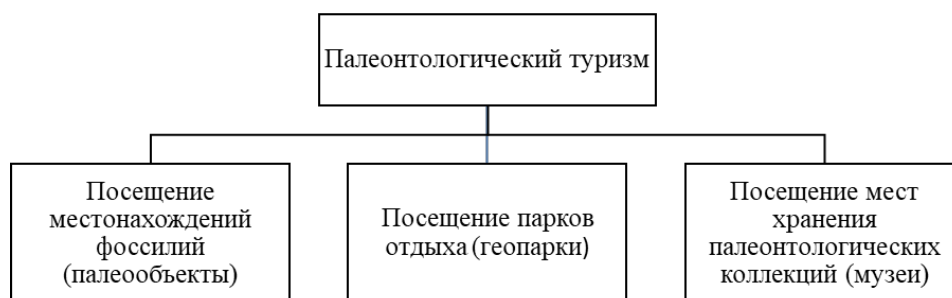 Палеонтологический туризм
Посещение
местонахождений
фоссилий
(палеообъекты)
Посещение парков
отдыха (геопарки)
Посещение мест
хранения
палеонтологических
коллекций (музеи)